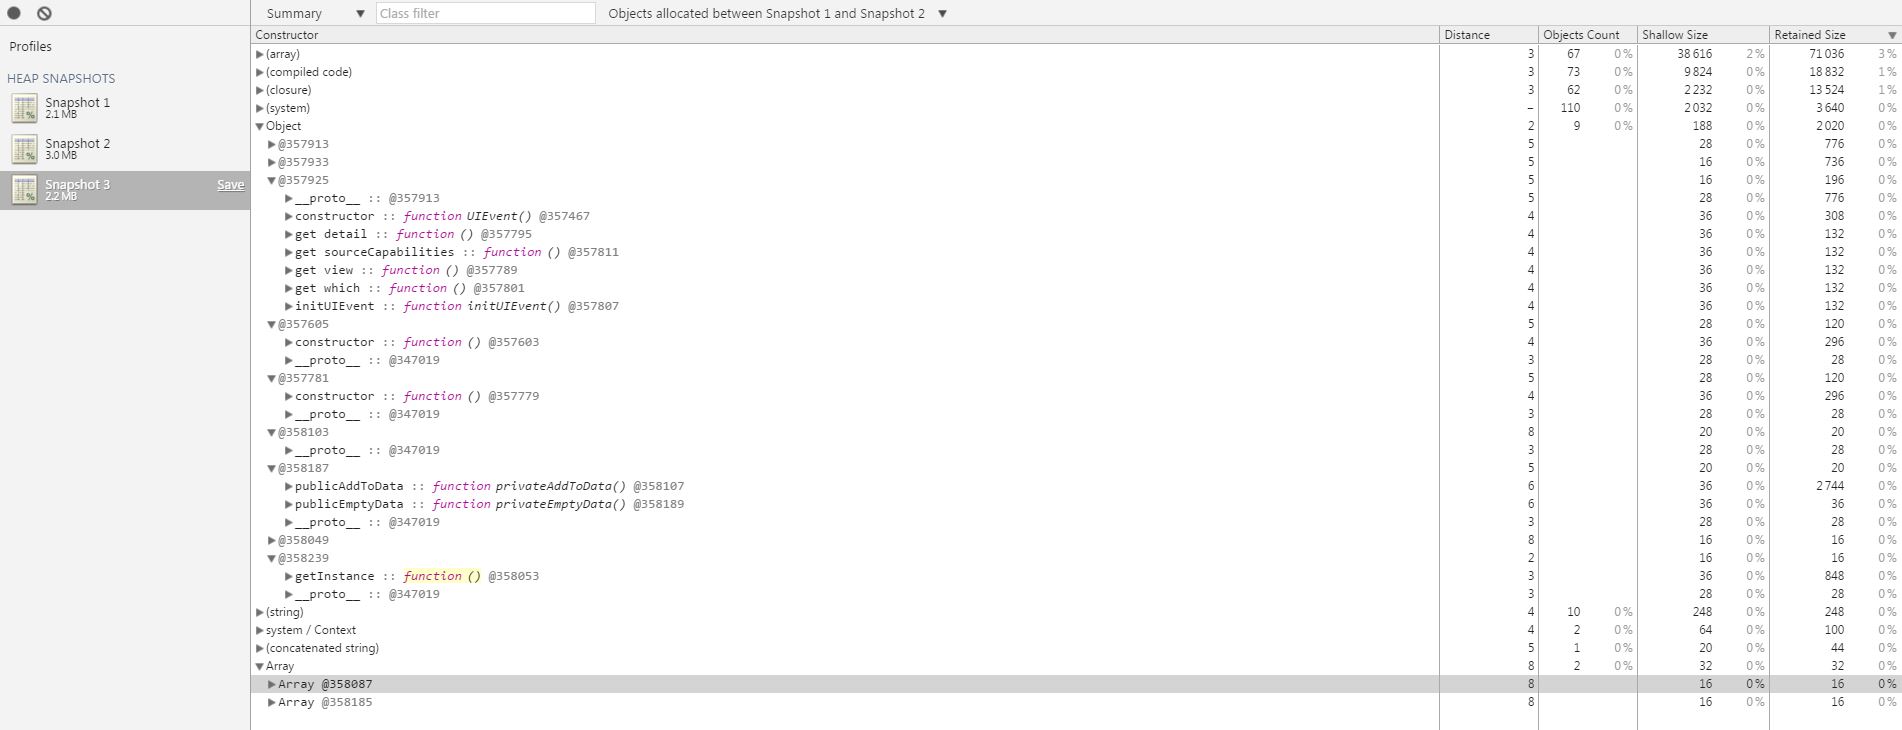 Summary ▼ Class filter Objects allocated between Snapshot 1 and Snapshot 2 ▼
Profiles
HEAP SNAPSHOTS
Snapshot 1
2.1 MB
Snapshot 2
3.0 MB
Snapshot 3 Save
2.2 MB
Constructor Distance Objects Count Shallow Size Retained Size ▼
▶(array) 3 67 0% 38 616 2% 71 036 3%
▶(compiled code) 3 73 0% 9 824 0% 18 832 1%
▶(closure) 3 62 0% 2 232 0% 13 524 1%
▶(system) – 110 0% 2 032 0% 3 640 0%
▼Object 2 9 0% 188 0% 2 020 0%
▶@357913 5 28 0% 776 0%
▶@357933 5 16 0% 736 0%
▼@357925 5 16 0% 196 0%
▶__proto__ :: @357913 5 28 0% 776 0%
▶constructor :: function UIEvent() @357467 4 36 0% 308 0%
▶get detail :: function () @357795 4 36 0% 132 0%
▶get sourceCapabilities :: function () @357811 4 36 0% 132 0%
▶get view :: function () @357789 4 36 0% 132 0%
▶get which :: function () @357801 4 36 0% 132 0%
▶initUIEvent :: function initUIEvent() @357807 4 36 0% 132 0%
▼@357605 5 28 0% 120 0%
▶constructor :: function () @357603 4 36 0% 296 0%
▶__proto__ :: @347019 3 28 0% 28 0%
▼@357781 5 28 0% 120 0%
▶constructor :: function () @357779 4 36 0% 296 0%
▶__proto__ :: @347019 3 28 0% 28 0%
▼@358103 8 20 0% 20 0%
▶__proto__ :: @347019 3 28 0% 28 0%
▼@358187 5 20 0% 20 0%
▶publicAddToData :: function privateAddToData() @358107 6 36 0% 2 744 0%
▶publicEmptyData :: function privateEmptyData() @358189 6 36 0% 36 0%
▶__proto__ :: @347019 3 28 0% 28 0%
▶@358049 8 16 0% 16 0%
▼@358239 2 16 0% 16 0%
▶getInstance :: function () @358053 3 36 0% 848 0%
▶__proto__ :: @347019 3 28 0% 28 0%
▶(string) 4 10 0% 248 0% 248 0%
▶system / Context 4 2 0% 64 0% 100 0%
▶(concatenated string) 5 1 0% 20 0% 44 0%
▼Array 8 2 0% 32 0% 32 0%
▶Array @358087 8 16 0% 16 0%
▶Array @358185 8 16 0% 16 0%